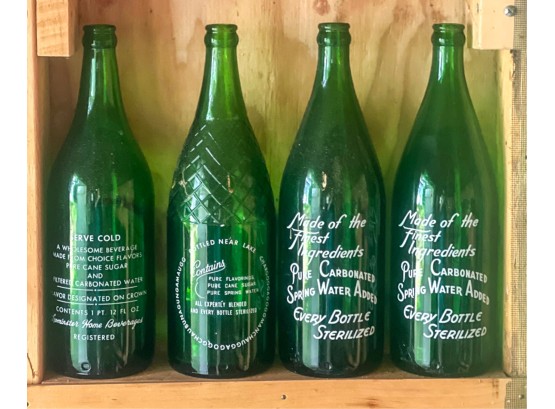 SERVE COLD
A WHOLESOME BEVERAGE
MADE FROM CHOICE FLAVORS
PURE CANE SUGAR
AND
FILTERED CARBONATED WATER
FLAVOR DESIGNATED ON CROWN
CONTENTS 1 PT. 12 FL. OZ
Leominster Home Beverages
REGISTERED
BOTTLED NEAR LAKE
Contains
PURE FLAVORINGS
PURE CANE SUGAR
PURE SPRING WATER
ALL EXPERTLY BLENDED
AND EVERY BOTTLE STERILIZED
Made of the
Finest
Ingredients
PURE CARBONATED
SPRING WATER ADDED
EVERY BOTTLE
STERILIZED
Made of the
Finest
Ingredients
PURE CARBONATED
SPRING WATER ADDED
EVERY BOTTLE
STERILIZED